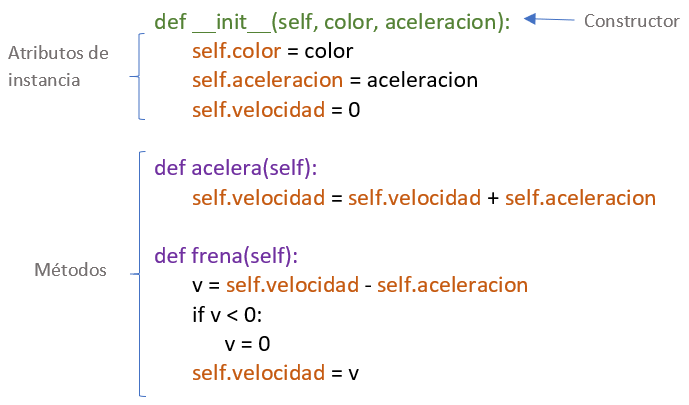 def __init__(self, color, aceleracion):
Constructor
Atributos de
instancia
self.color = color
self.aceleracion = aceleracion
self.velocidad = 0
Métodos
def acelera(self):
self.velocidad = self.velocidad + self.aceleracion
def frena(self):
v = self.velocidad - self.aceleracion
if v < 0:
v = 0
self.velocidad = v